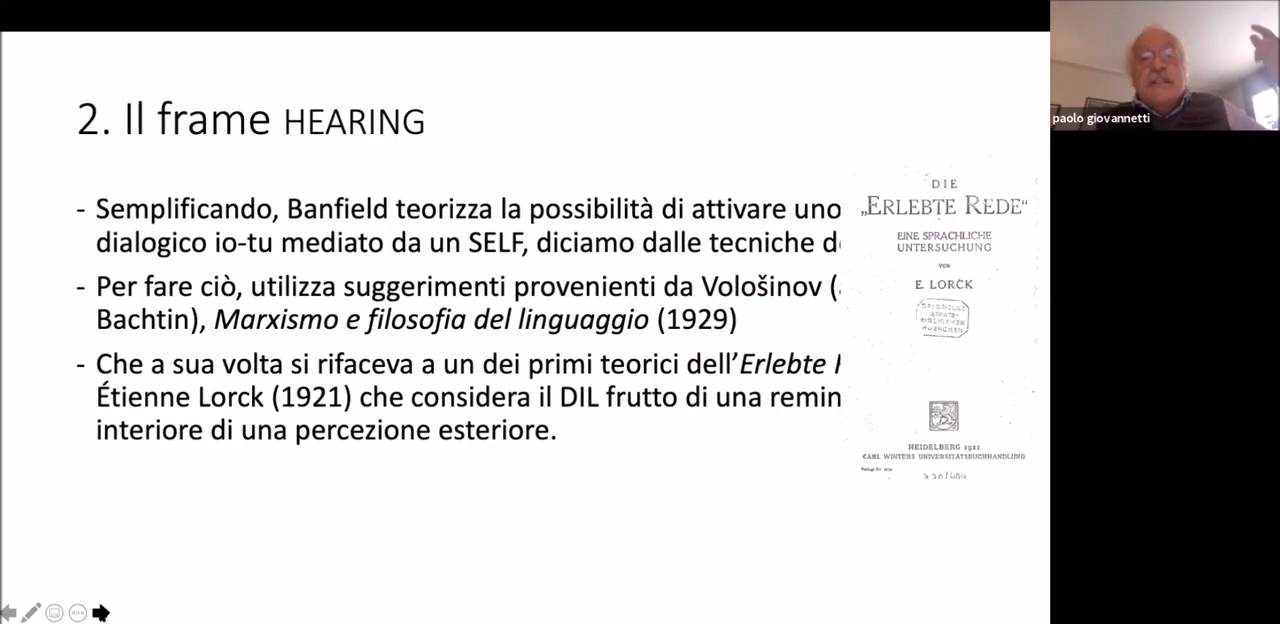 2. Il frame HEARING
- Semplificando, Banfield teorizza la possibilità di attivare uno
dialogico io-tu mediato da un SELF, diciamo dalle tecniche
- Per fare ciò, utilizza suggerimenti provenienti da Vološinov (
Bachtin), Marxismo e filosofia del linguaggio (1929)
- Che a sua volta si rifaceva a un dei primi teorici dell’Erlebte
Étienne Lorck (1921) che considera il DIL frutto di una remin
interiore di una percezione esteriore.
DIE
„ERLEBTE REDE“
EINE SPRACHLICHE
UNTERSUCHUNG
VON
E. LORCK
HEIDELBERG 1921
CARL WINTERS UNIVERSITÄTSBUCHHANDLUNG
paolo giovannetti